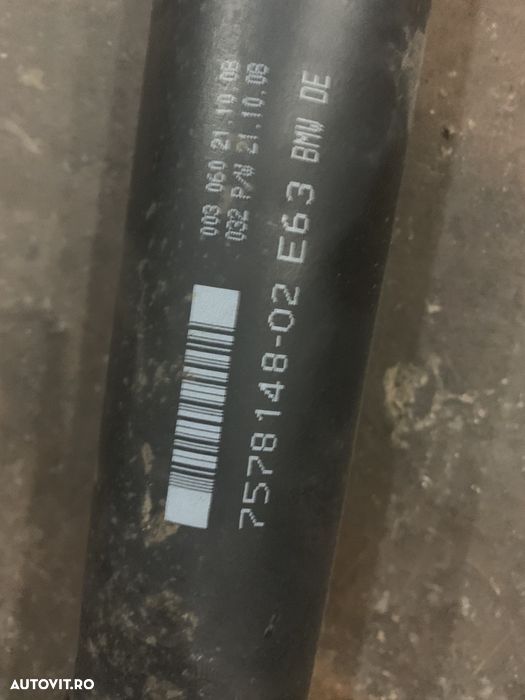 003 060 21.10.08
032 P/W 21.10.08
7578148-02 E63 BMW DE
AUTOVIT.RO